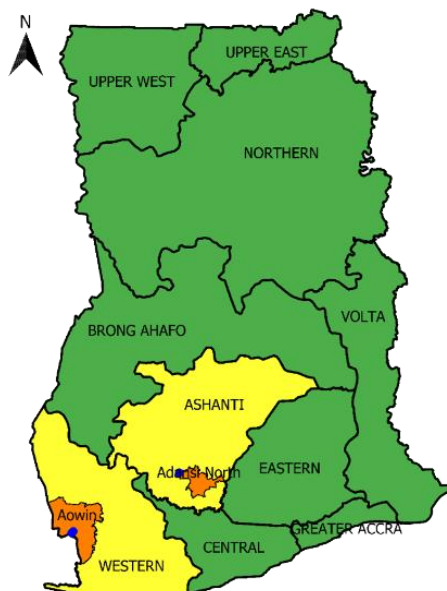 N
UPPER EAST
UPPER WEST
NORTHERN
VOLTA
BRONG AHAFO
ASHANTI
Adansi North
EASTERN
Aowin
GREATER ACCRA
CENTRAL
WESTERN